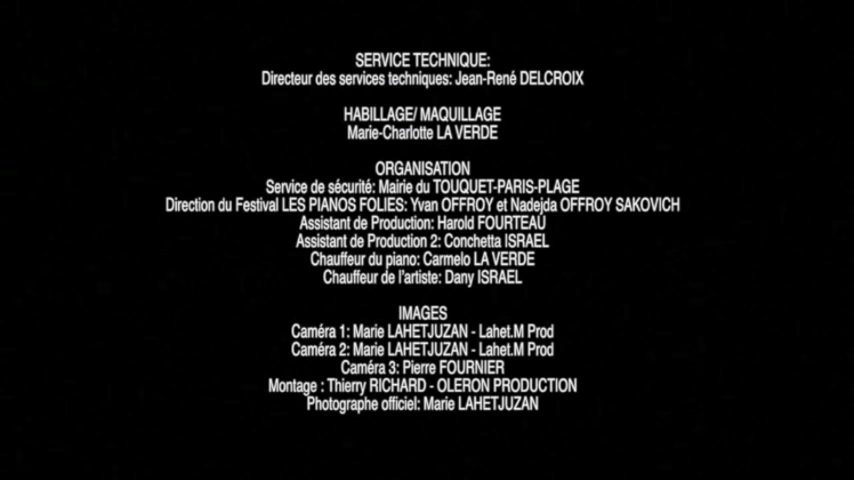 SERVICE TECHNIQUE:
Directeur des services techniques: Jean-René DELCROIX
HABILLAGE/ MAQUILLAGE
Marie-Charlotte LA VERDE
ORGANISATION
Service de sécurité: Mairie du TOUQUET-PARIS-PLAGE
Direction du Festival LES PIANOS FOLIES: Yvan OFFROY et Nadejda OFFROY SAKOVICH
Assistant de Production: Harold FOURTEAU
Assistant de Production 2: Conchetta ISRAEL
Chauffeur du piano: Carmelo LA VERDE
Chauffeur de l'artiste: Dany ISRAEL
IMAGES
Caméra 1: Marie LAHETJUZAN - Lahet.M Prod
Caméra 2: Marie LAHETJUZAN - Lahet.M Prod
Caméra 3: Pierre FOURNIER
Montage : Thierry RICHARD - OLERON PRODUCTION
Photographe officiel: Marie LAHETJUZAN